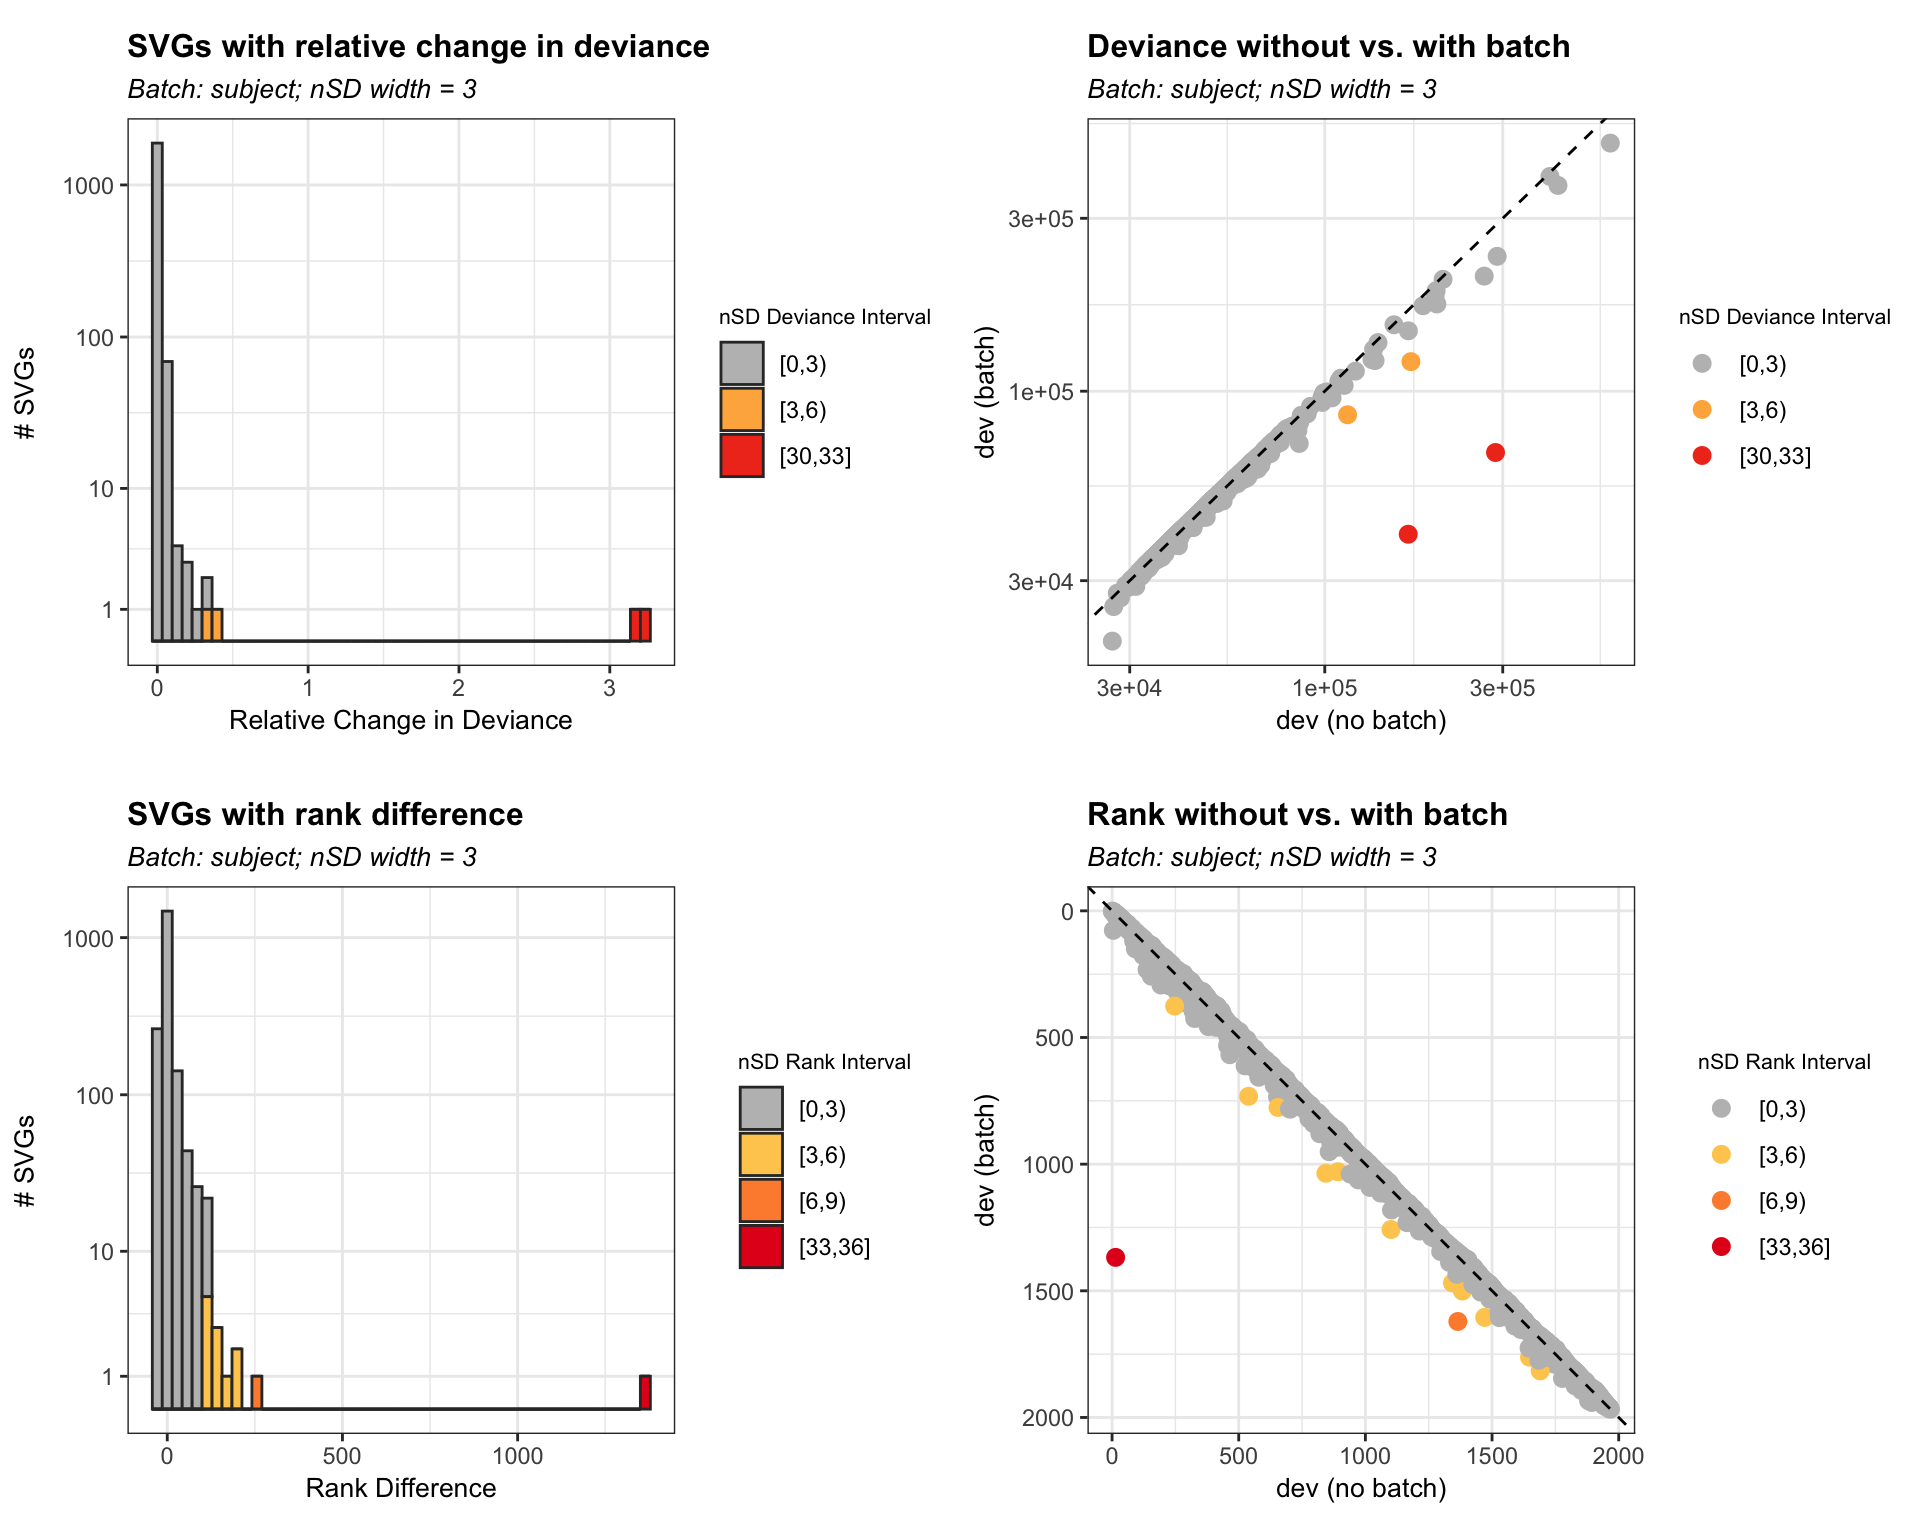 SVGs with relative change in deviance
Batch: subject; nSD width = 3
# SVGs
1000
100
10
1
0
1
2
3
Relative Change in Deviance
nSD Deviance Interval
[0,3)
[3,6)
[30,33]
Deviance without vs. with batch
Batch: subject; nSD width = 3
dev (batch)
3e+05
1e+05
3e+04
3e+04
1e+05
3e+05
dev (no batch)
nSD Deviance Interval
[0,3)
[3,6)
[30,33]
SVGs with rank difference
Batch: subject; nSD width = 3
# SVGs
1000
100
10
1
0
500
1000
Rank Difference
nSD Rank Interval
[0,3)
[3,6)
[6,9)
[33,36]
Rank without vs. with batch
Batch: subject; nSD width = 3
dev (batch)
0
500
1000
1500
2000
0
500
1000
1500
2000
dev (no batch)
nSD Rank Interval
[0,3)
[3,6)
[6,9)
[33,36]